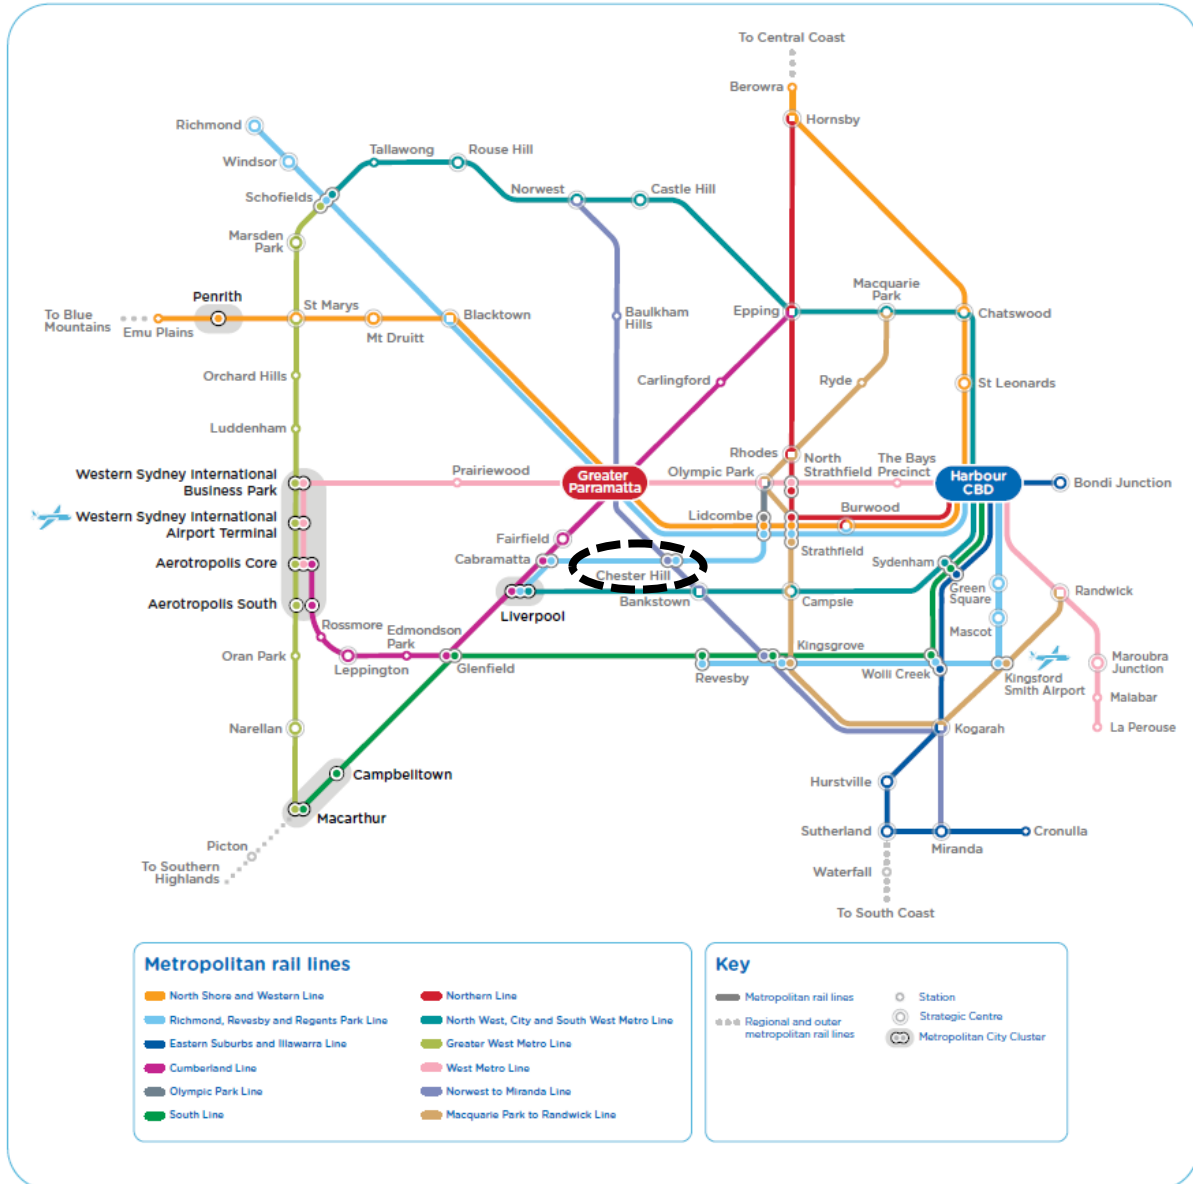 To Central Coast
Berowra
Hornsby
Richmond
Windsor
Tallawong
Rouse Hill
Schofields
Norwest
Castle Hill
Marsden
Park
Penrith
St Marys
To Blue
Mountains
Emu Plains
Mt Druitt
Blacktown
Baulkham
Hills
Epping
Macquarie
Park
Chatswood
Orchard Hills
Carlingford
Ryde
St Leonards
Luddenham
Rhodes
North
Strathfield
Western Sydney International
Business Park
Prairiewood
Greater
Parramatta
Olympic Park
The Bays
Precinct
Harbour
CBD
Bondi Junction
Western Sydney International
Airport Terminal
Lidcombe
Burwood
Fairfield
Strathfield
Aerotropolis Core
Cabramatta
Chester Hill
Sydenham
Green
Square
Aerotropolis South
Liverpool
Bankstown
Campsie
Randwick
Rossmore
Edmondson
Park
Mascot
Oran Park
Leppington
Glenfield
Revesby
Kingsgrove
Wolli Creek
Kingsford
Smith Airport
Maroubra
Junction
Malabar
La Perouse
Narellan
Kogarah
Campbelltown
Hurstville
Macarthur
Sutherland
Miranda
Cronulla
Picton
To Southern
Highlands
Waterfall
To South Coast
Metropolitan rail lines
North Shore and Western Line
Richmond, Revesby and Regents Park Line
Eastern Suburbs and Illawarra Line
Cumberland Line
Olympic Park Line
South Line
Northern Line
North West, City and South West Metro Line
Greater West Metro Line
West Metro Line
Norwest to Miranda Line
Macquarie Park to Randwick Line
Key
Metropolitan rail lines
Regional and outer
metropolitan rail lines
Station
Strategic Centre
Metropolitan City Cluster